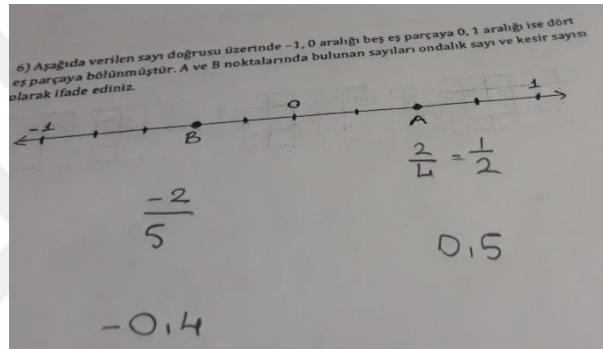 6) Aşağıda verilen sayı doğrusu üzerinde -1, 0 aralığı beş eş parçaya 0, 1 aralığı ise dört
eş parçaya bölünmüştür. A ve B noktalarında bulunan sayıları ondalık sayı ve kesir sayısı
olarak ifade ediniz.
-1 B 0 A 1
-2/5
2/4 = 1/2
-0,4
0,5